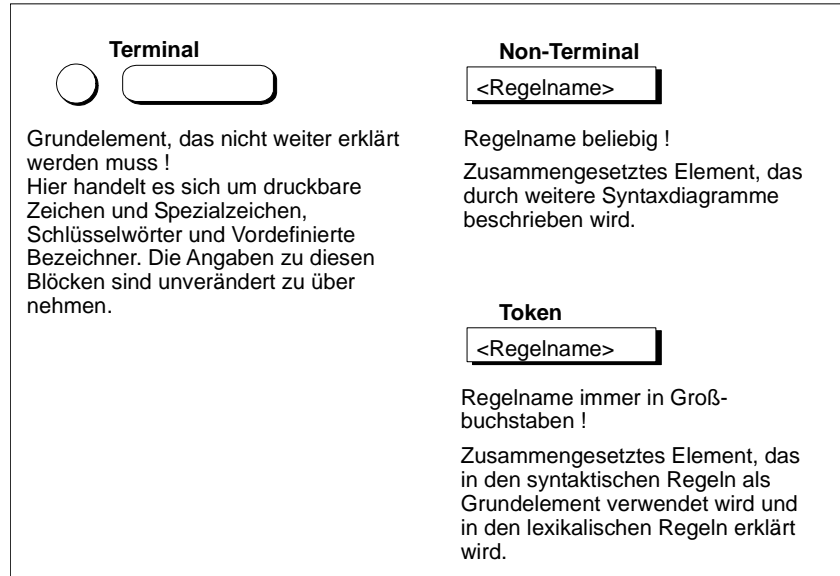 Terminal
Grundelement, das nicht weiter erklärt
werden muss !
Hier handelt es sich um druckbare
Zeichen und Spezialzeichen,
Schlüsselwörter und Vordefinierte
Bezeichner. Die Angaben zu diesen
Blöcken sind unverändert zu über
nehmen.
Non-Terminal
<Regelname>
Regelname beliebig !
Zusammengesetztes Element, das
durch weitere Syntaxdiagramme
beschrieben wird.
Token
<Regelname>
Regelname immer in Groß-
buchstaben !
Zusammengesetztes Element, das
in den syntaktischen Regeln als
Grundelement verwendet wird und
in den lexikalischen Regeln erklärt
wird.